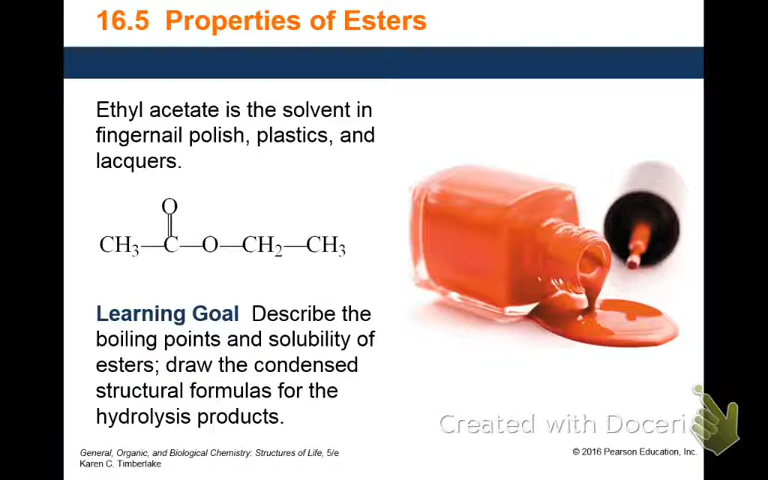 16.5 Properties of Esters
Ethyl acetate is the solvent in
fingernail polish, plastics, and
lacquers.
O
CH₃—C—O—CH₂—CH₃
Learning Goal Describe the
boiling points and solubility of
esters; draw the condensed
structural formulas for the
hydrolysis products.
Created with Doceri
General, Organic, and Biological Chemistry: Structures of Life, 5/e
Karen C. Timberlake
© 2016 Pearson Education, Inc.